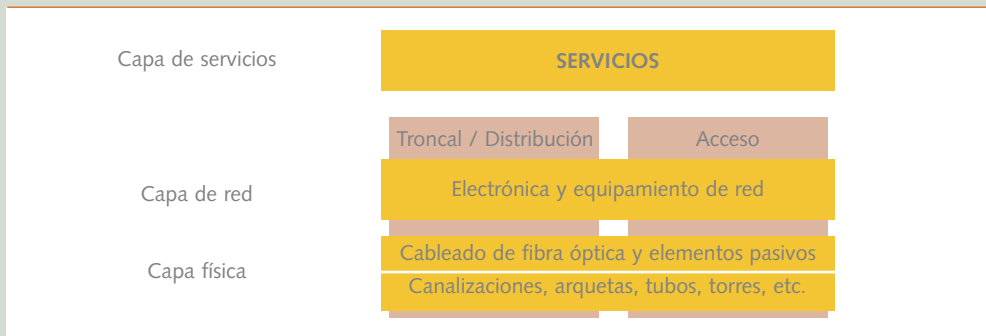 Capa de servicios
SERVICIOS
Troncal / Distribución
Acceso
Capa de red
Electrónica y equipamiento de red
Capa física
Cableado de fibra óptica y elementos pasivos
Canalizaciones, arquetas, tubos, torres, etc.